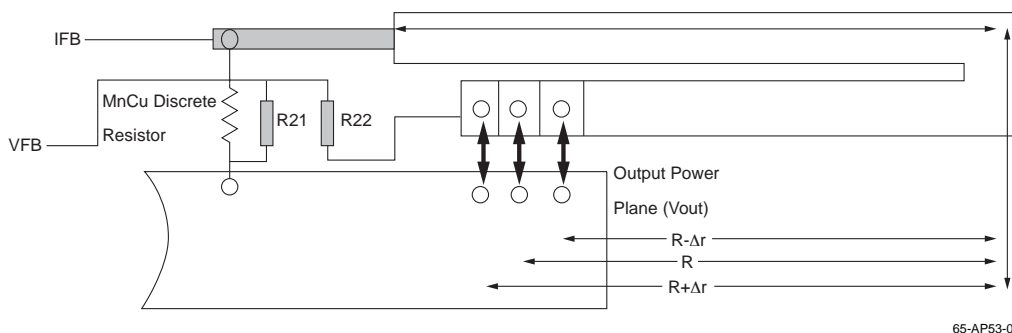 IFB
MnCu Discrete
Resistor
R21
R22
VFB
Output Power
Plane (Vout)
R-Δr
R
R+Δr
65-AP53-0